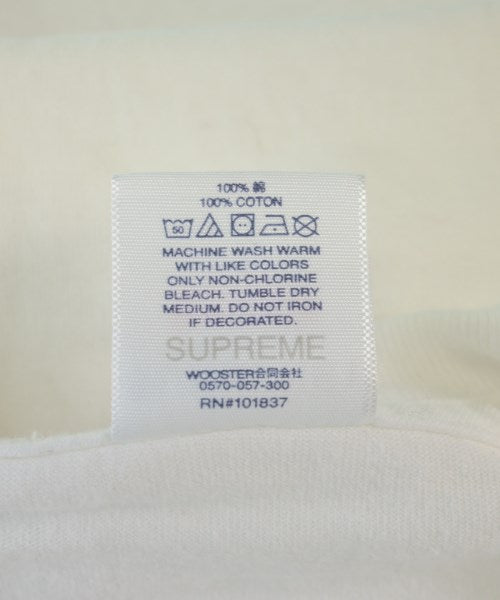 100% 綿
100% COTON
50
MACHINE WASH WARM
WITH LIKE COLORS
ONLY NON-CHLORINE
BLEACH. TUMBLE DRY
MEDIUM. DO NOT IRON
IF DECORATED.
SUPREME
WOOSTER合同会社
0570-057-300
RN#101837